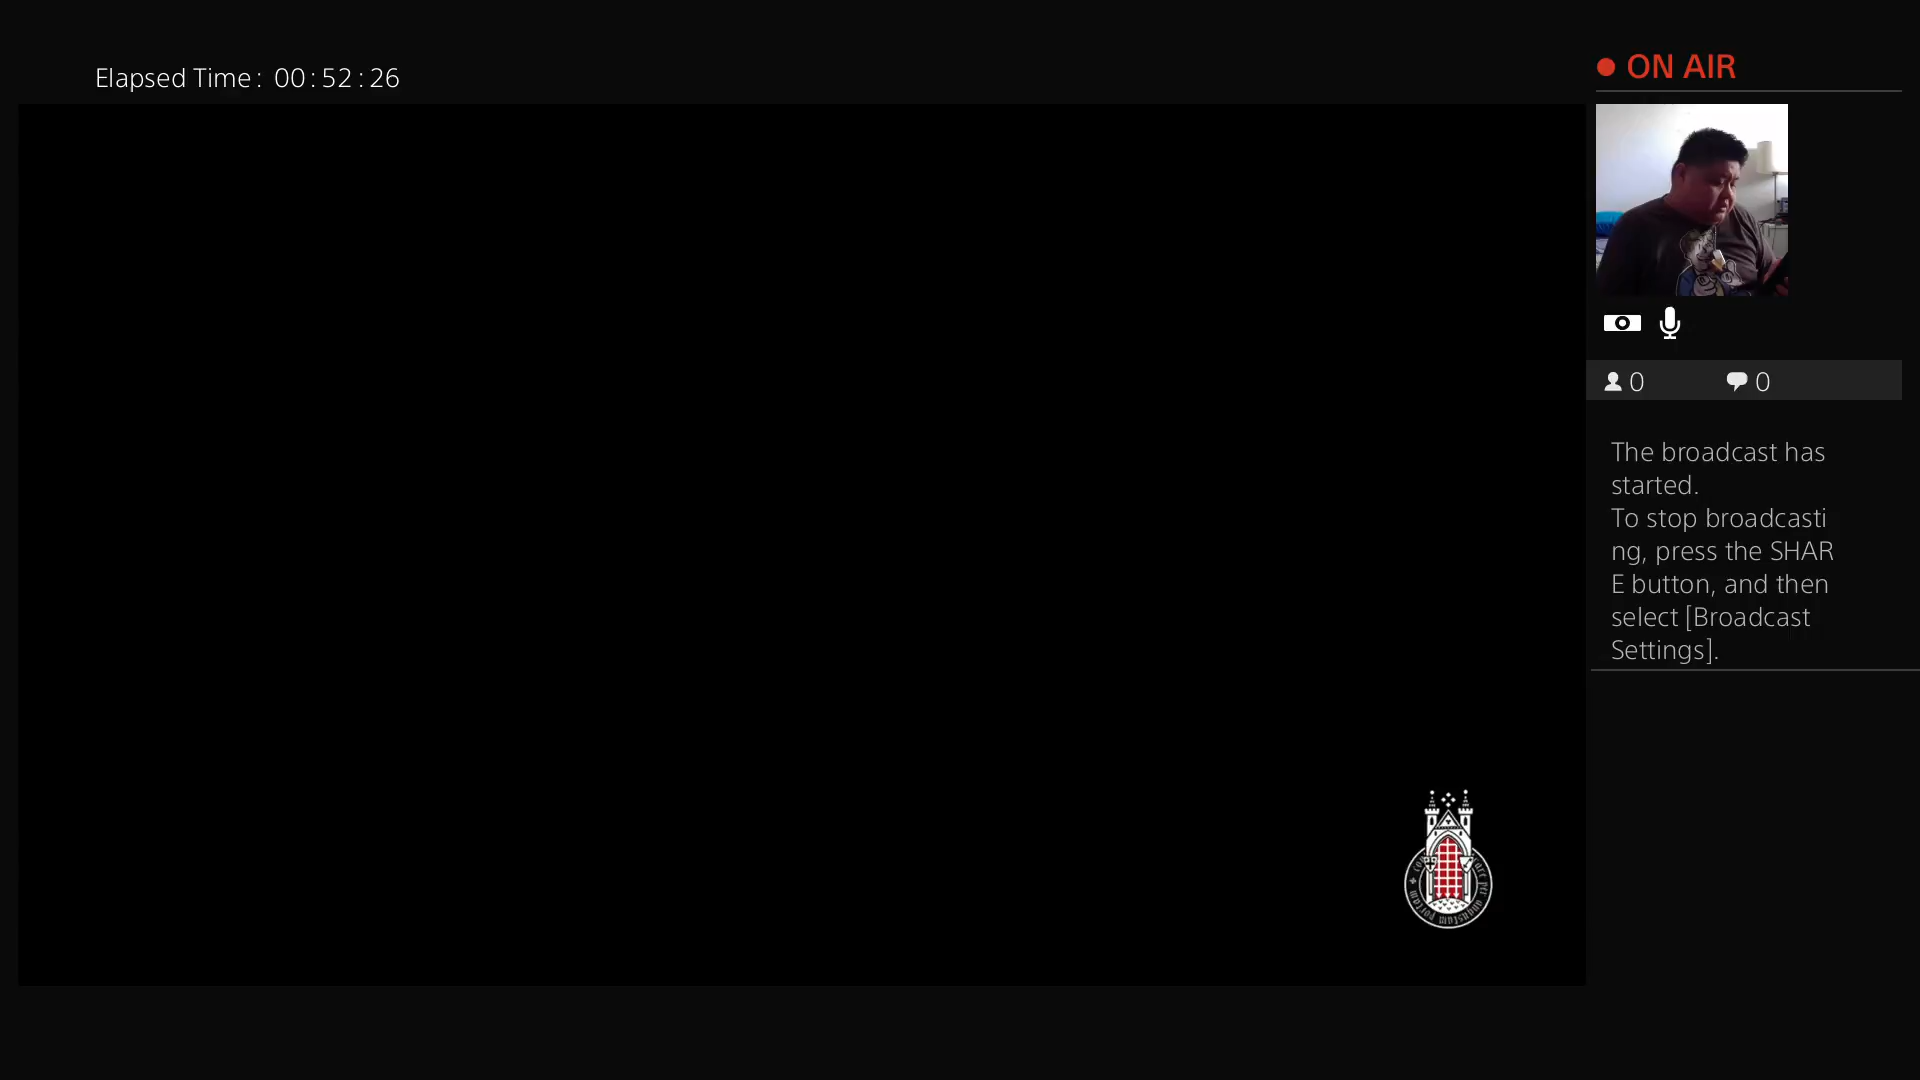 Elapsed Time: 00:52:26
ON AIR
0 0
The broadcast has
started.
To stop broadcasti
ng, press the SHAR
E button, and then
select [Broadcast
Settings].